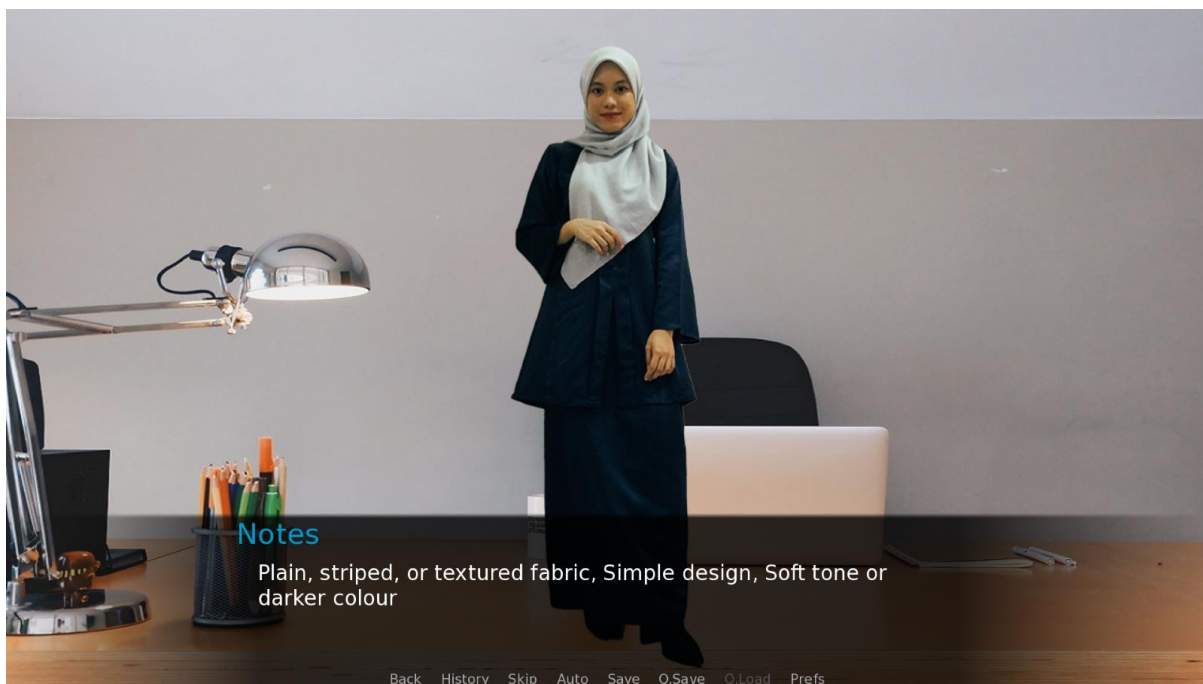 Notes
Plain, striped, or textured fabric, Simple design, Soft tone or
darker colour
Back History Skip Auto Save Q.Save Q.Load Prefs